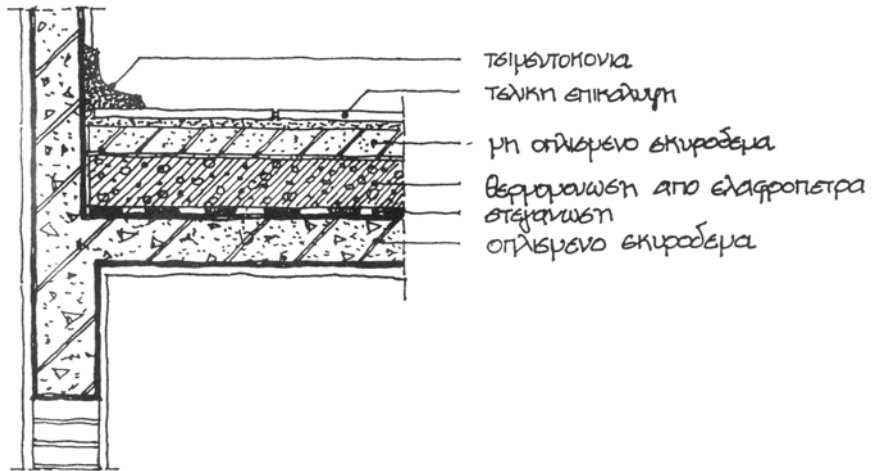 τσιμεντοκονια
τελικη επικαλυψη
μη οπλισμενο σκυροδεμα
θερμομονωση απο ελαφροπετρα
στεγανωση
οπλισμενο σκυροδεμα